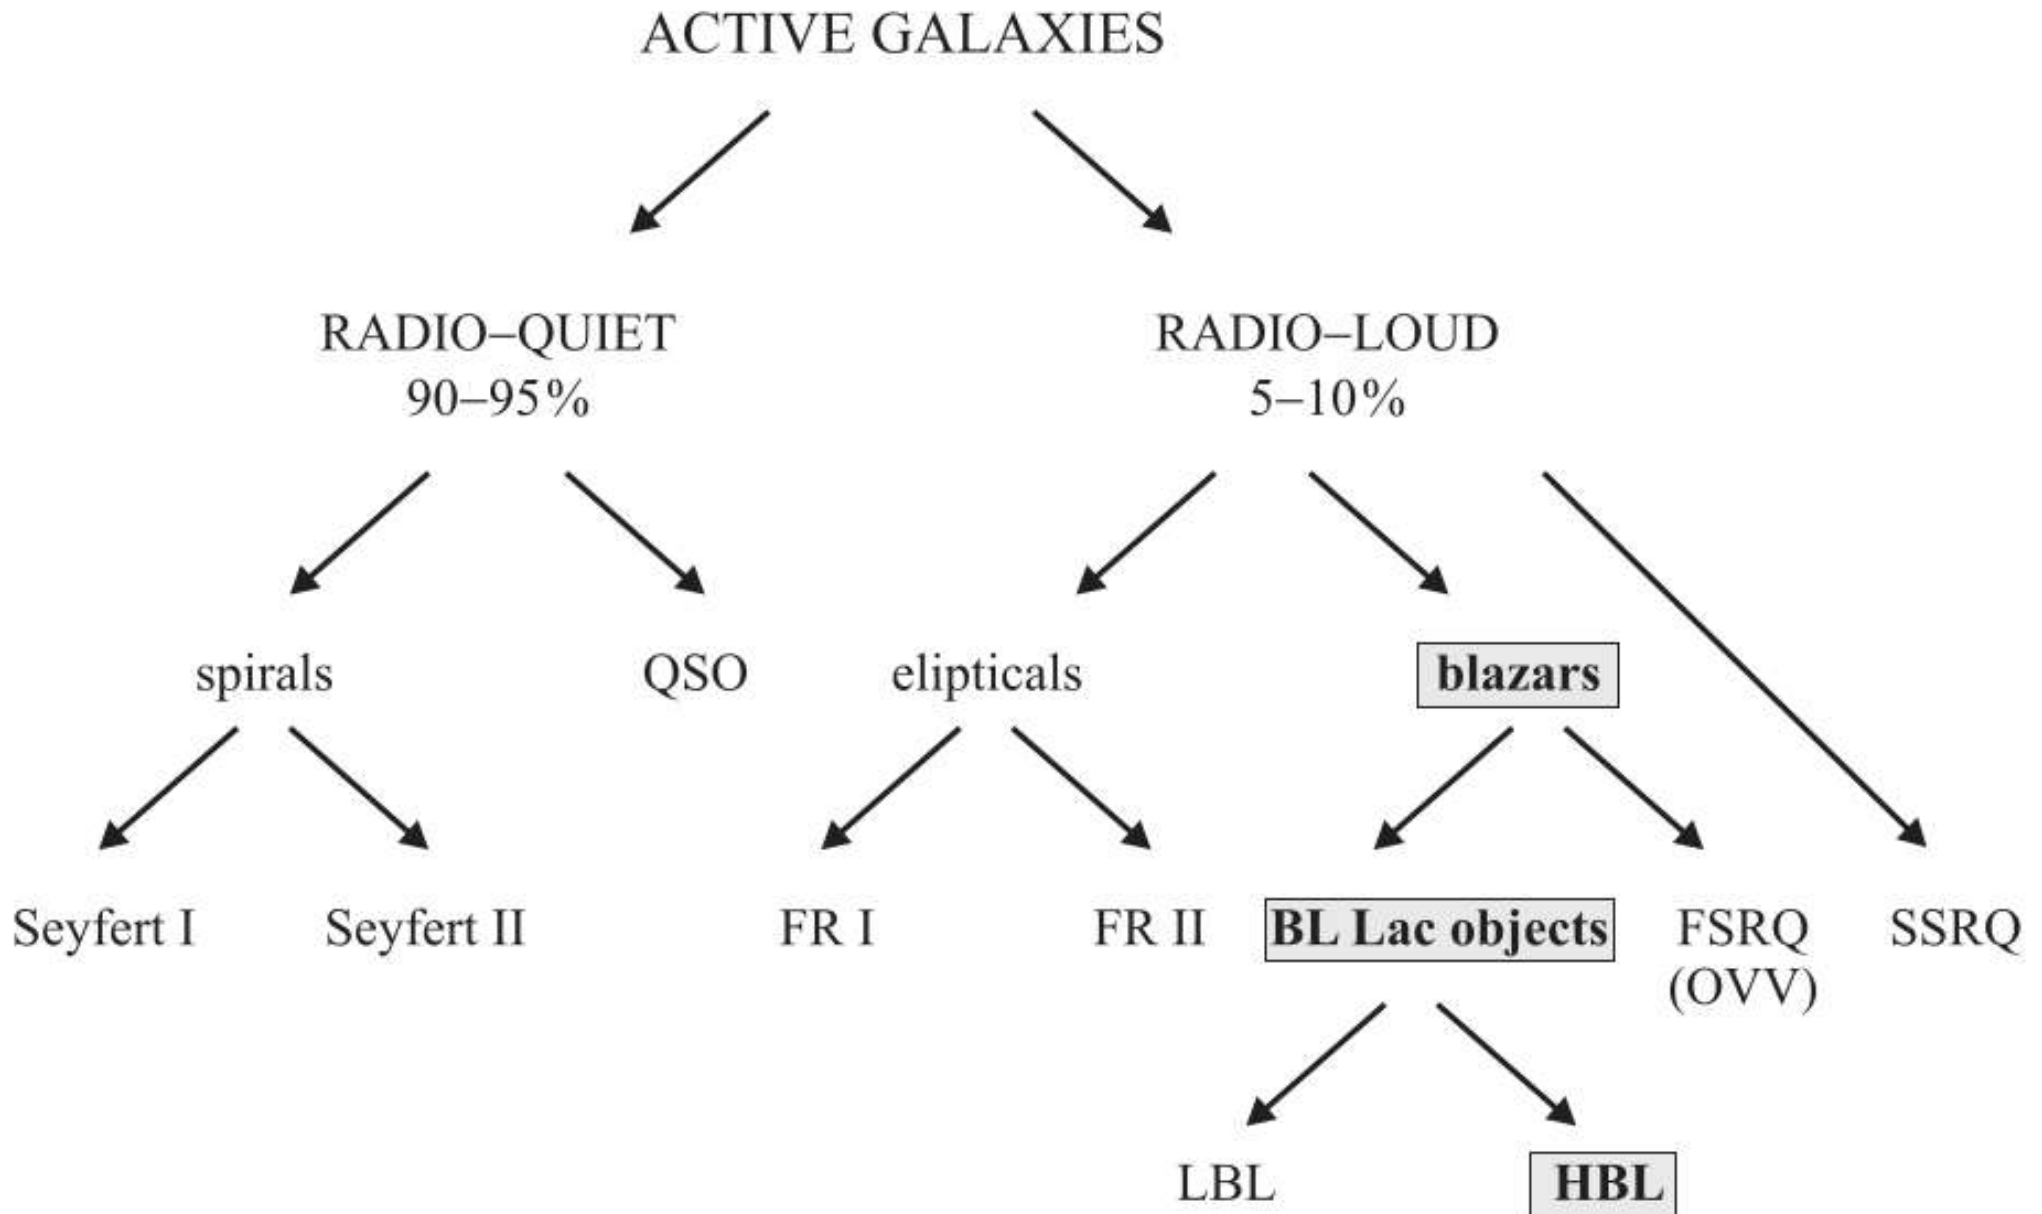 ACTIVE GALAXIES
RADIO–QUIET
90–95%
RADIO–LOUD
5–10%
spirals
QSO
elipticals
blazars
Seyfert I
Seyfert II
FR I
FR II
BL Lac objects
FSRQ
(OVV)
SSRQ
LBL
HBL